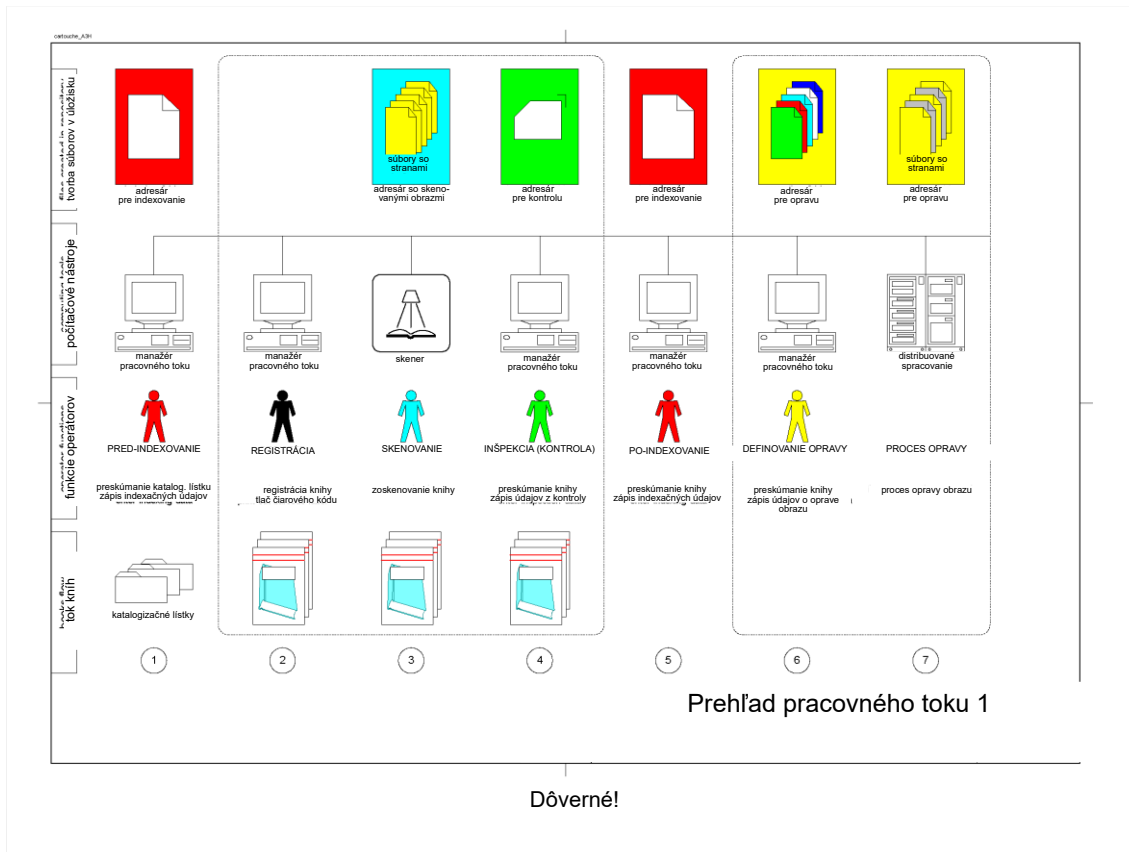 cartouche_A3H
tvorba súborov v úložisku
súbory so
stranami
súbory so
stranami
adresár
pre indexovanie
adresár so skeno-
vanými obrazmi
adresár
pre kontrolu
adresár
pre indexovanie
adresár
pre opravu
adresár
pre opravu
počítačové nástroje
manažér
pracovného toku
manažér
pracovného toku
skener
manažér
pracovného toku
manažér
pracovného toku
manažér
pracovného toku
distribuované
spracovanie
funkcie operátorov
PRED-INDEXOVANIE
REGISTRÁCIA
SKENOVANIE
INŠPEKCIA (KONTROLA)
PO-INDEXOVANIE
DEFINOVANIE OPRAVY
PROCES OPRAVY
preskúmanie katalog. lístku
zápis indexačných údajov
registrácia knihy
tlač čiarového kódu
zoskenovanie knihy
preskúmanie knihy
zápis údajov z kontroly
preskúmanie knihy
zápis indexačných údajov
preskúmanie knihy
zápis údajov o oprave
obrazu
proces opravy obrazu
tok kníh
katalogizačné lístky
1
2
3
4
5
6
7
Prehľad pracovného toku 1
Dôverné!